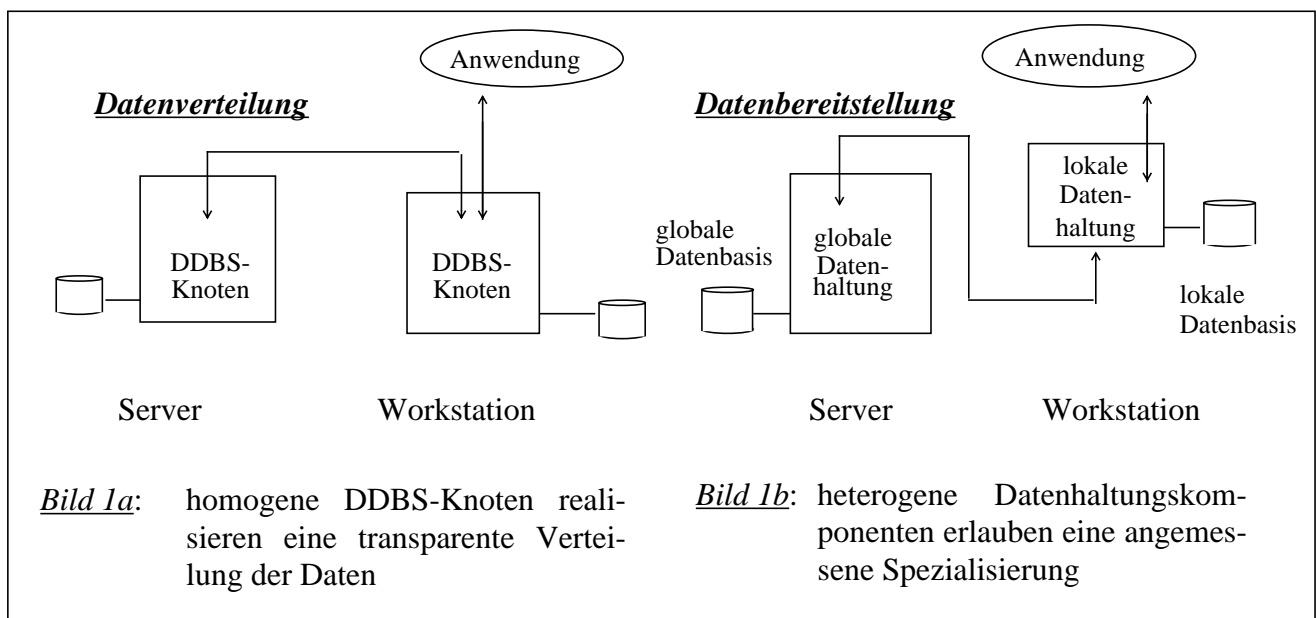 Anwendung
Datenverteilung
DDBS-
Knoten
DDBS-
Knoten
Server
Workstation
Bild 1a: homogene DDBS-Knoten reali-
sieren eine transparente Vertei-
lung der Daten
Anwendung
Datenbereitstellung
globale
Datenbasis
globale
Daten-
haltung
lokale
Daten-
haltung
lokale
Datenbasis
Server
Workstation
Bild 1b: heterogene Datenhaltungskom-
ponenten erlauben eine angemes-
sene Spezialisierung